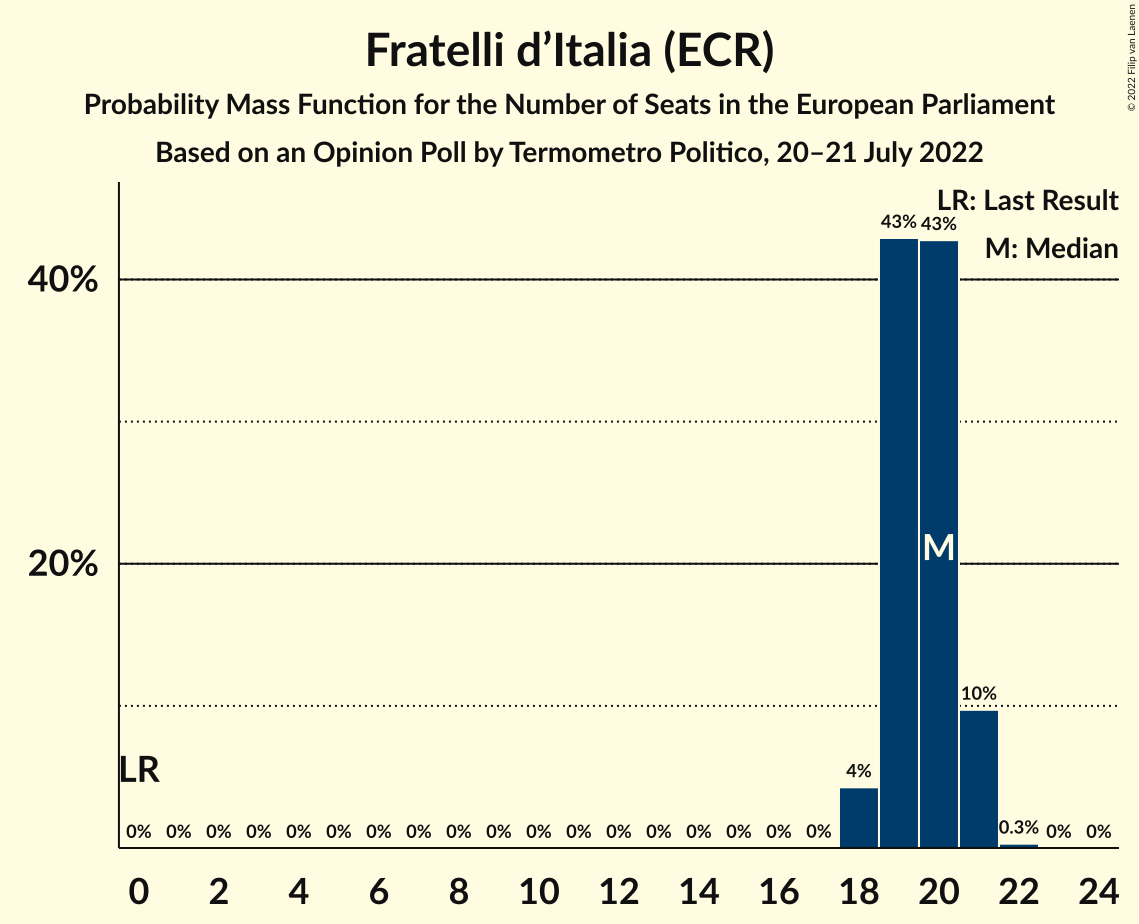 Fratelli d’Italia (ECR)
Probability Mass Function for the Number of Seats in the European Parliament
Based on an Opinion Poll by Termometro Politico, 20–21 July 2022
© 2022 Filip van Laenen
LR: Last Result
M: Median
43% 43%
40%
20%
M
10%
LR
4%
0% 0% 0% 0% 0% 0% 0% 0% 0% 0% 0% 0% 0% 0% 0% 0% 0% 0% 0.3% 0% 0%
0 2 4 6 8 10 12 14 16 18 20 22 24